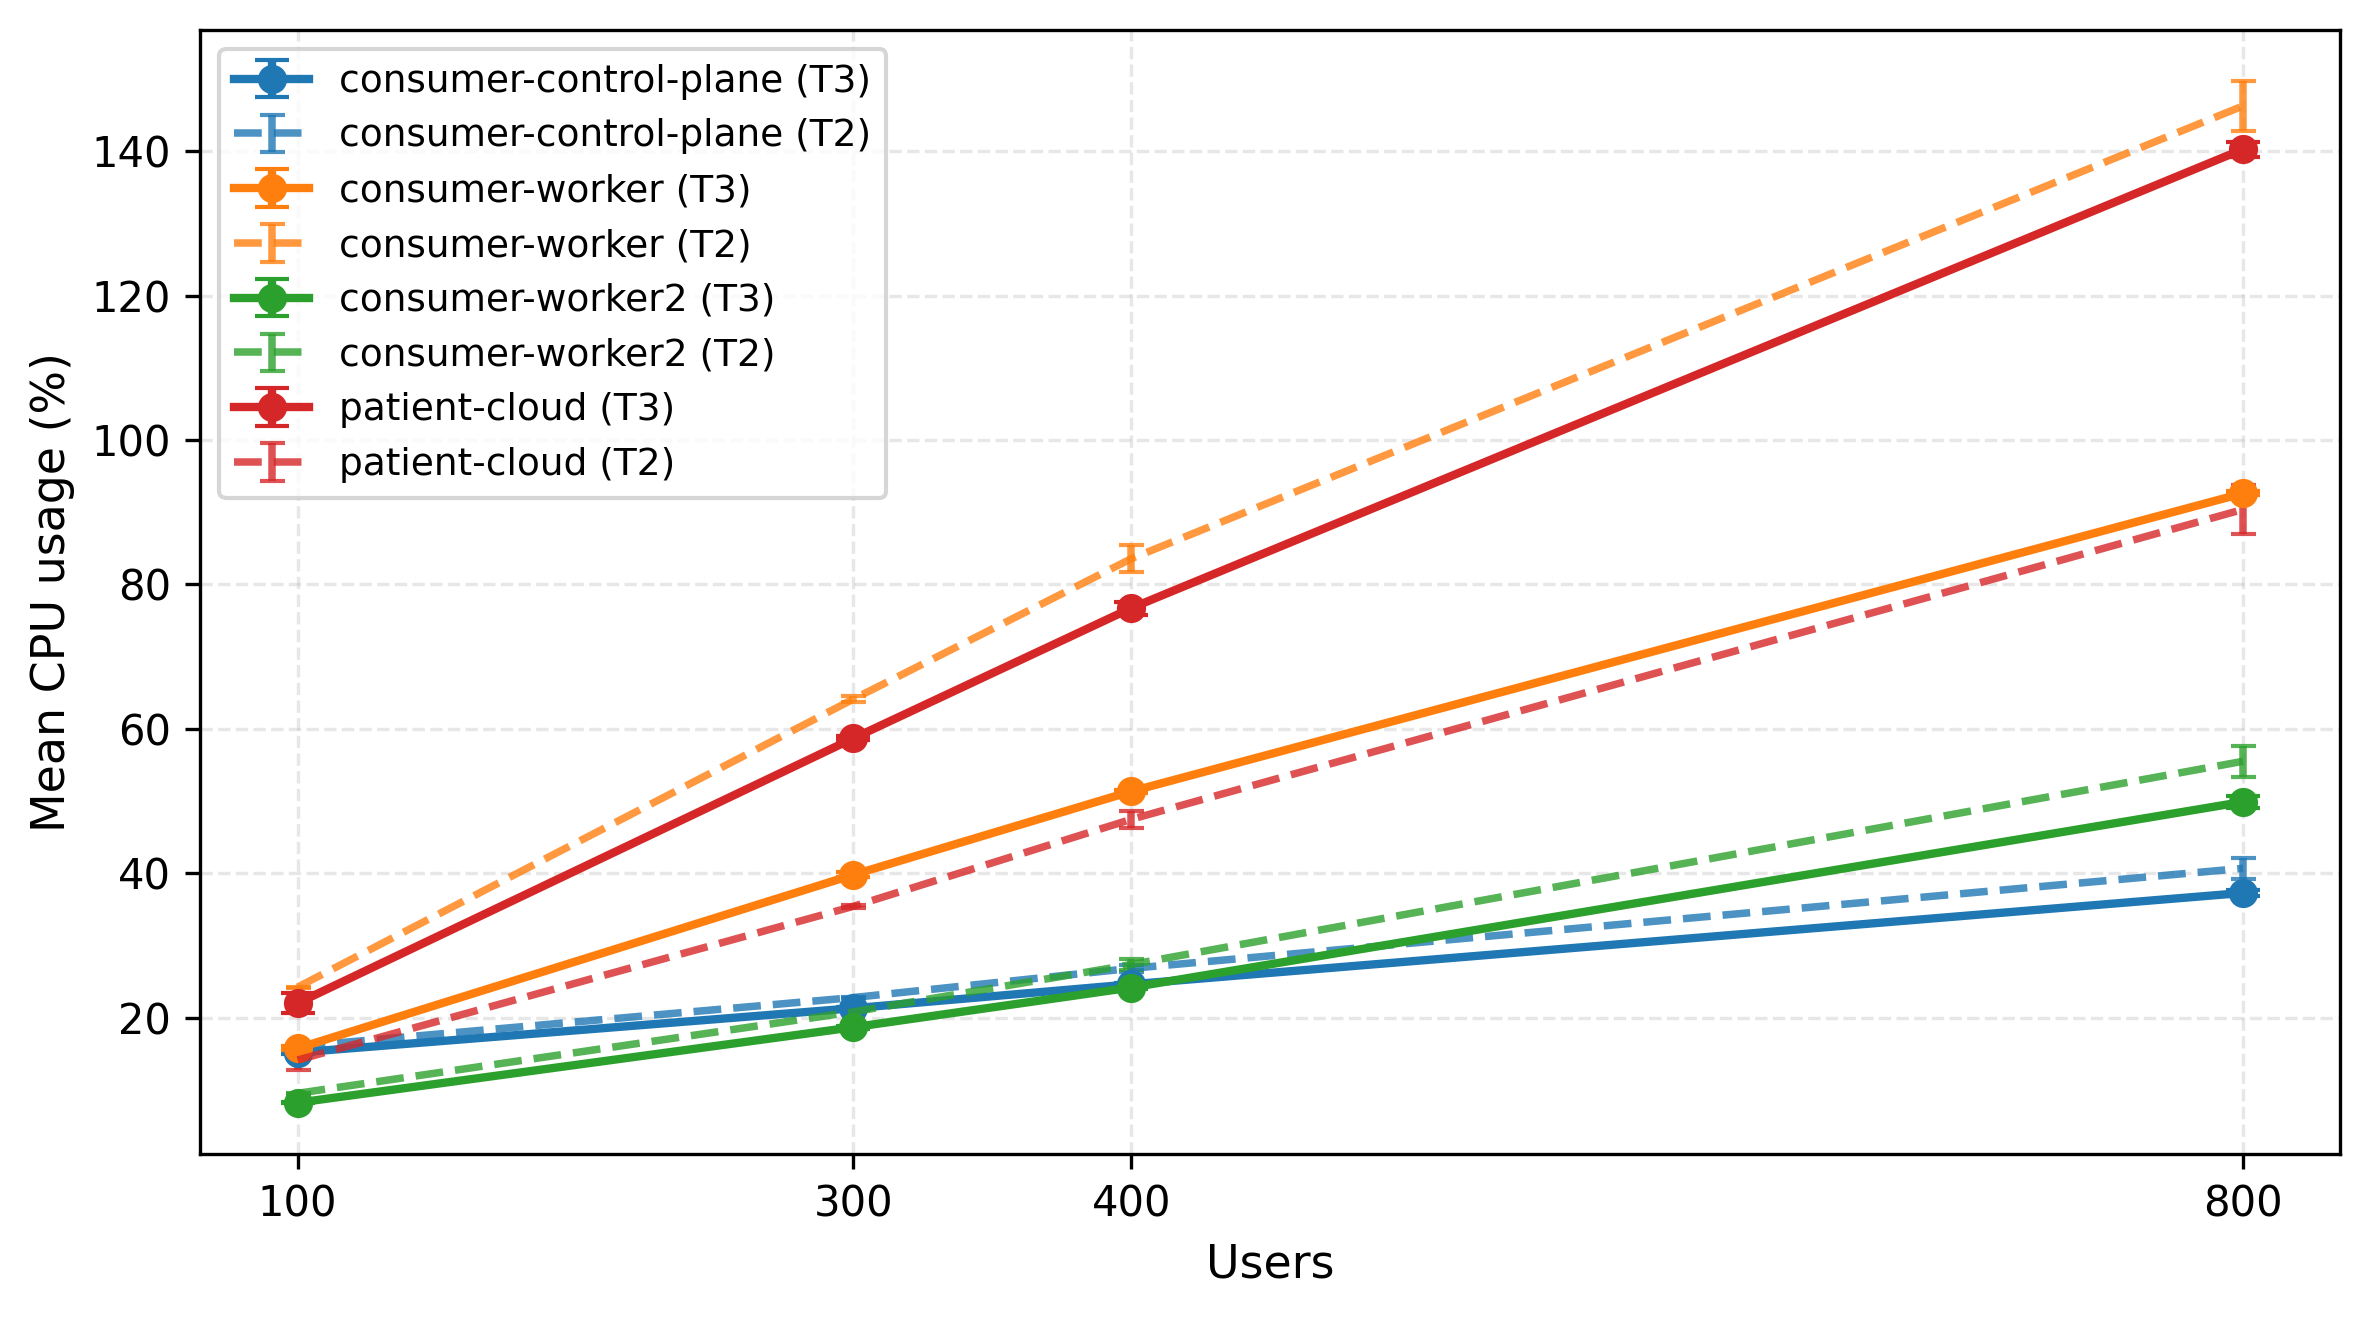 consumer-control-plane (T3)
consumer-control-plane (T2)
consumer-worker (T3)
consumer-worker (T2)
consumer-worker2 (T3)
consumer-worker2 (T2)
patient-cloud (T3)
patient-cloud (T2)
Mean CPU usage (%)
140
120
100
80
60
40
20
100 300 400 800
Users